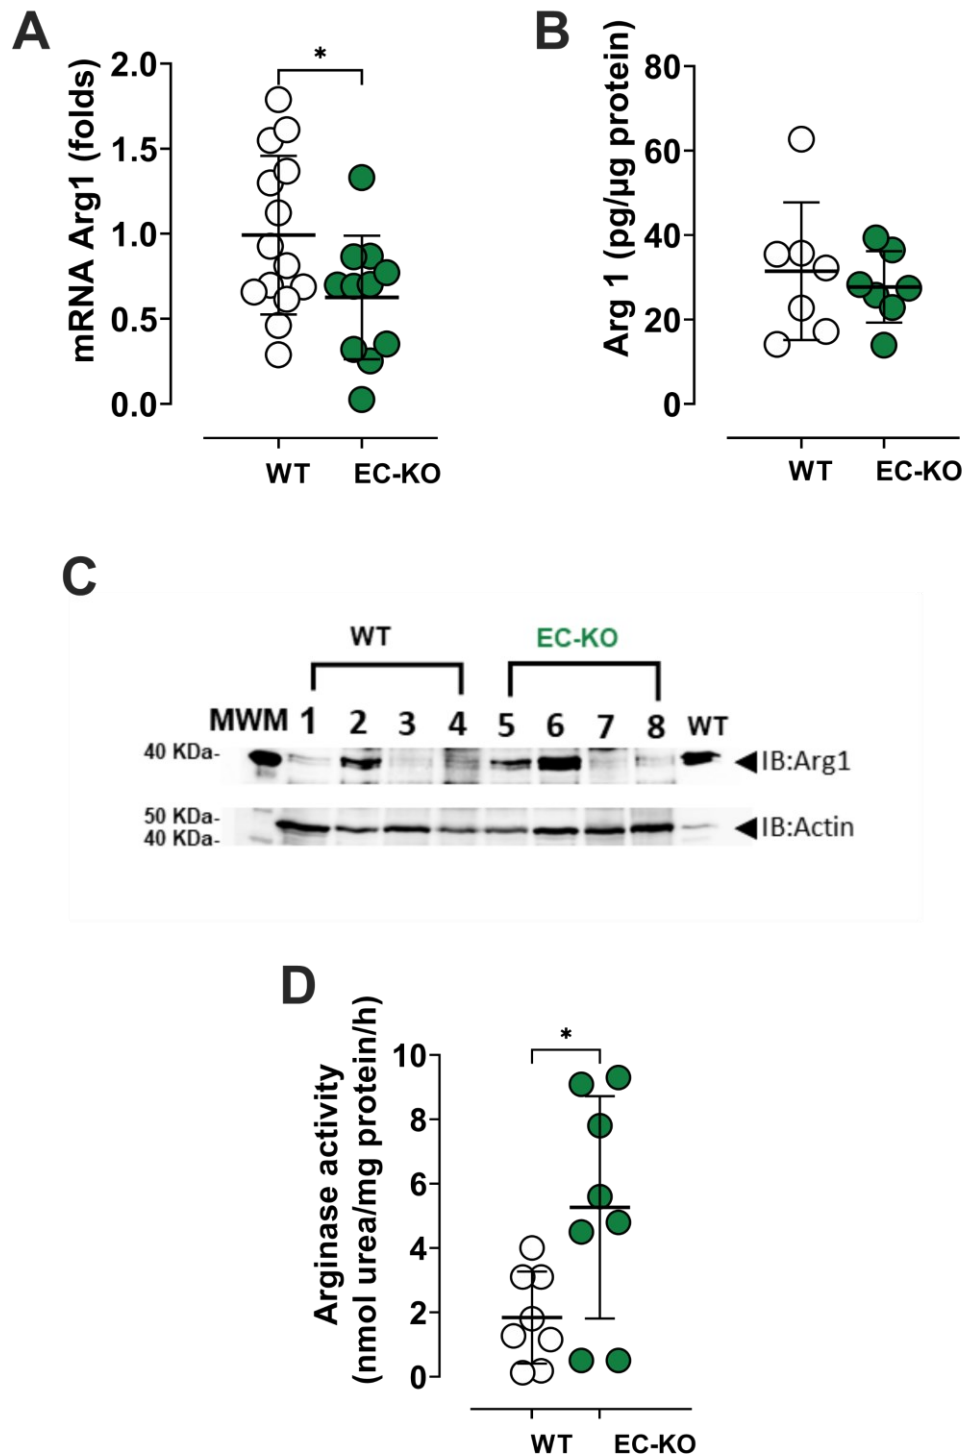 A
mRNA Arg1 (folds)
2.0
1.5
1.0
0.5
0.0
*
WT EC-KO
B
Arg 1 (pg/µg protein)
80
60
40
20
0
WT EC-KO
C
WT EC-KO
MWM 1 2 3 4 5 6 7 8 WT
40 KDa- IB:Arg1
50 KDa-
40 KDa- IB:Actin
D
Arginase activity
(nmol urea/mg protein/h)
10
8
6
4
2
0
*
WT EC-KO